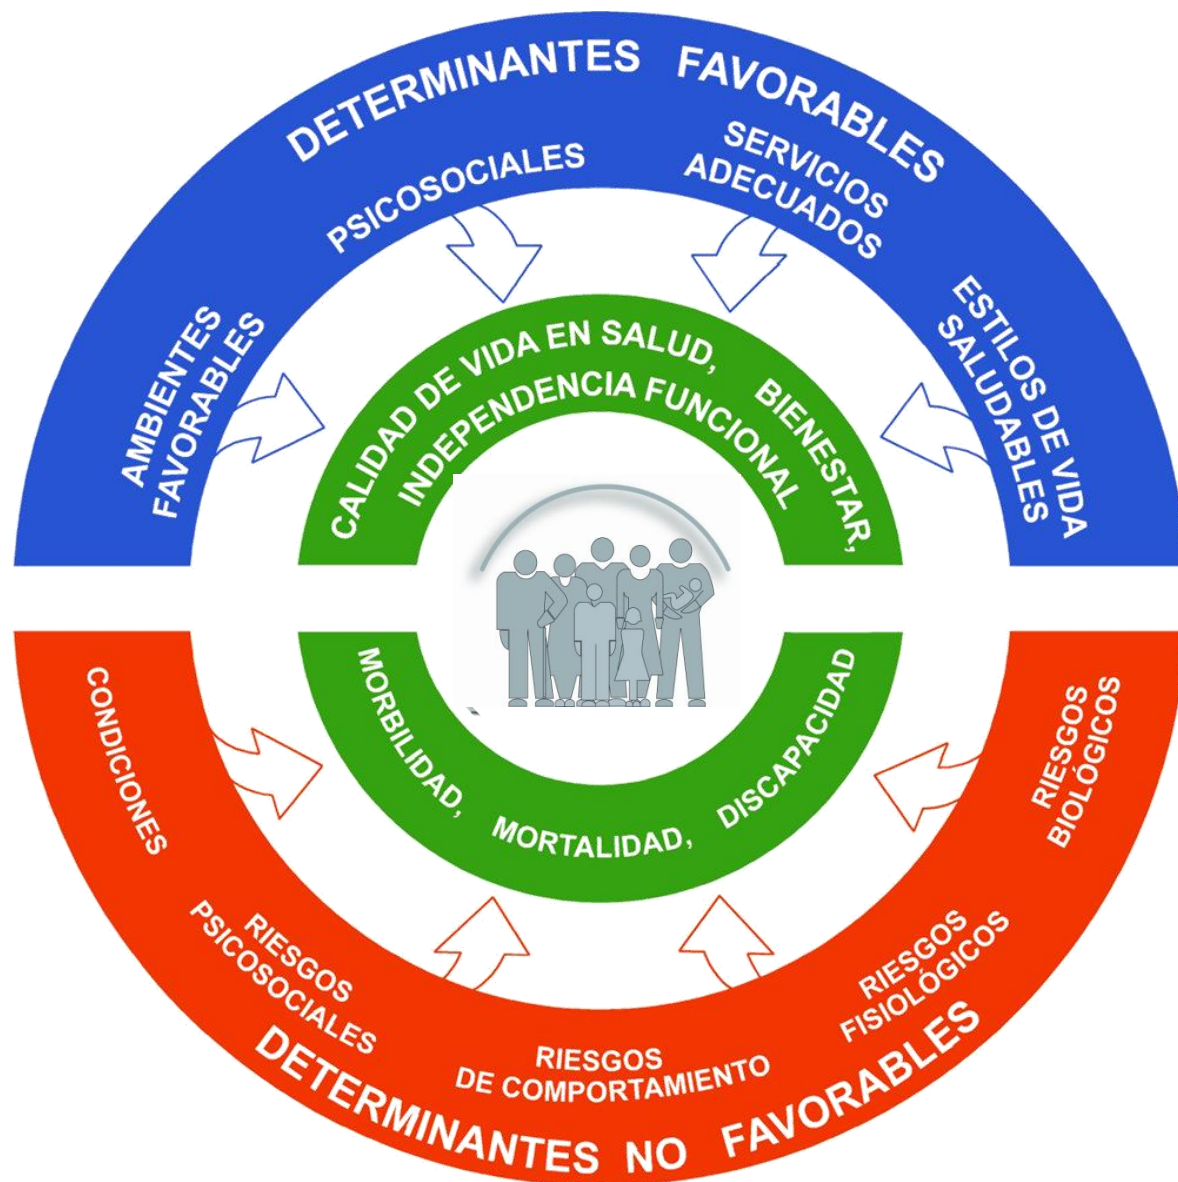 DETERMINANTES FAVORABLES
AMBIENTES
FAVORABLES
PSICOSOCIALES
SERVICIOS
ADECUADOS
ESTILOS DE VIDA
SALUDABLES
CALIDAD DE VIDA EN SALUD, BIENESTAR,
INDEPENDENCIA FUNCIONAL
MORBILIDAD, MORTALIDAD, DISCAPACIDAD
CONDICIONES
RIESGOS
PSICOSOCIALES
RIESGOS
DE COMPORTAMIENTO
RIESGOS
FISIOLÓGICOS
RIESGOS
BIOLÓGICOS
DETERMINANTES NO FAVORABLES